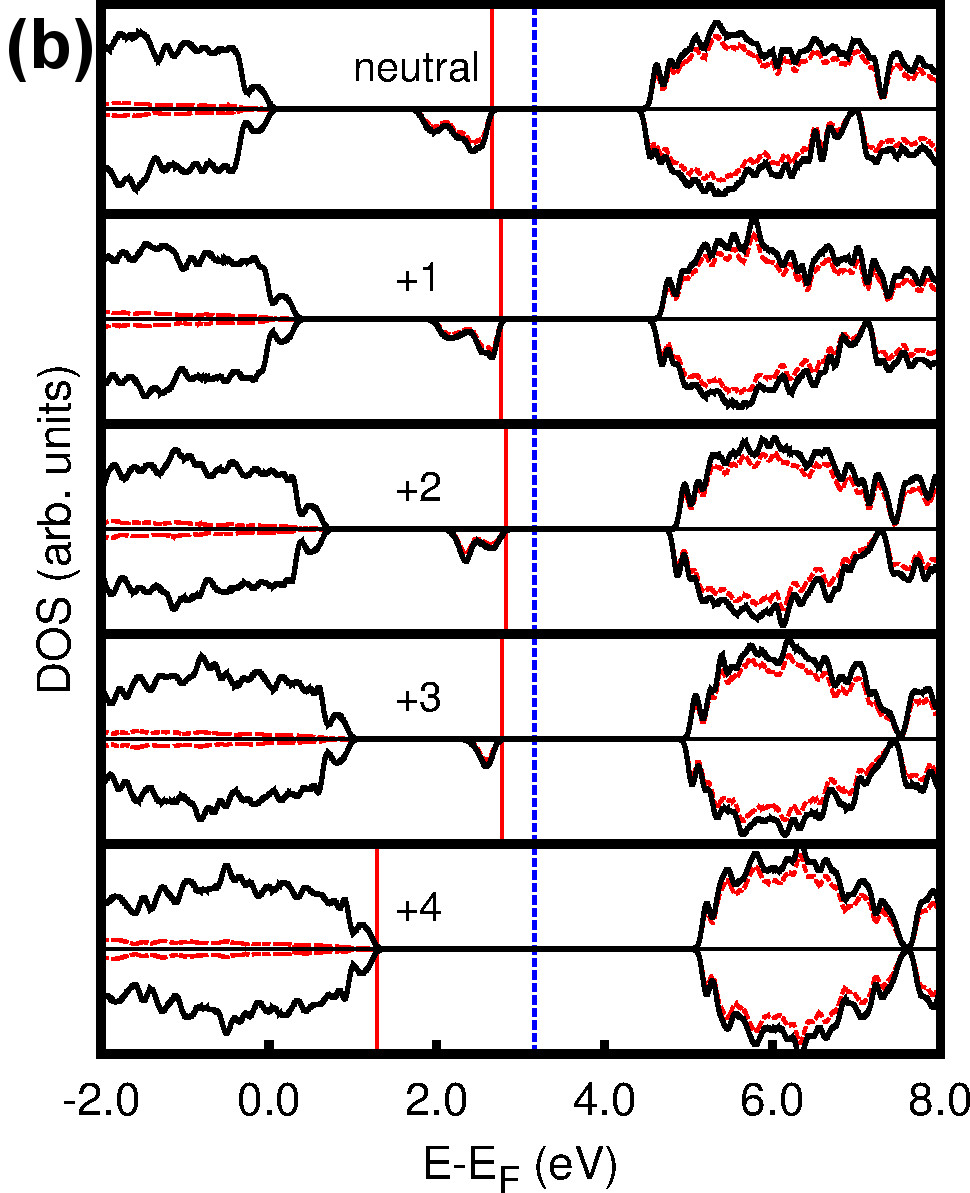 (b)
neutral
+1
+2
+3
+4
DOS (arb. units)
-2.0 0.0 2.0 4.0 6.0 8.0
E-E_F (eV)